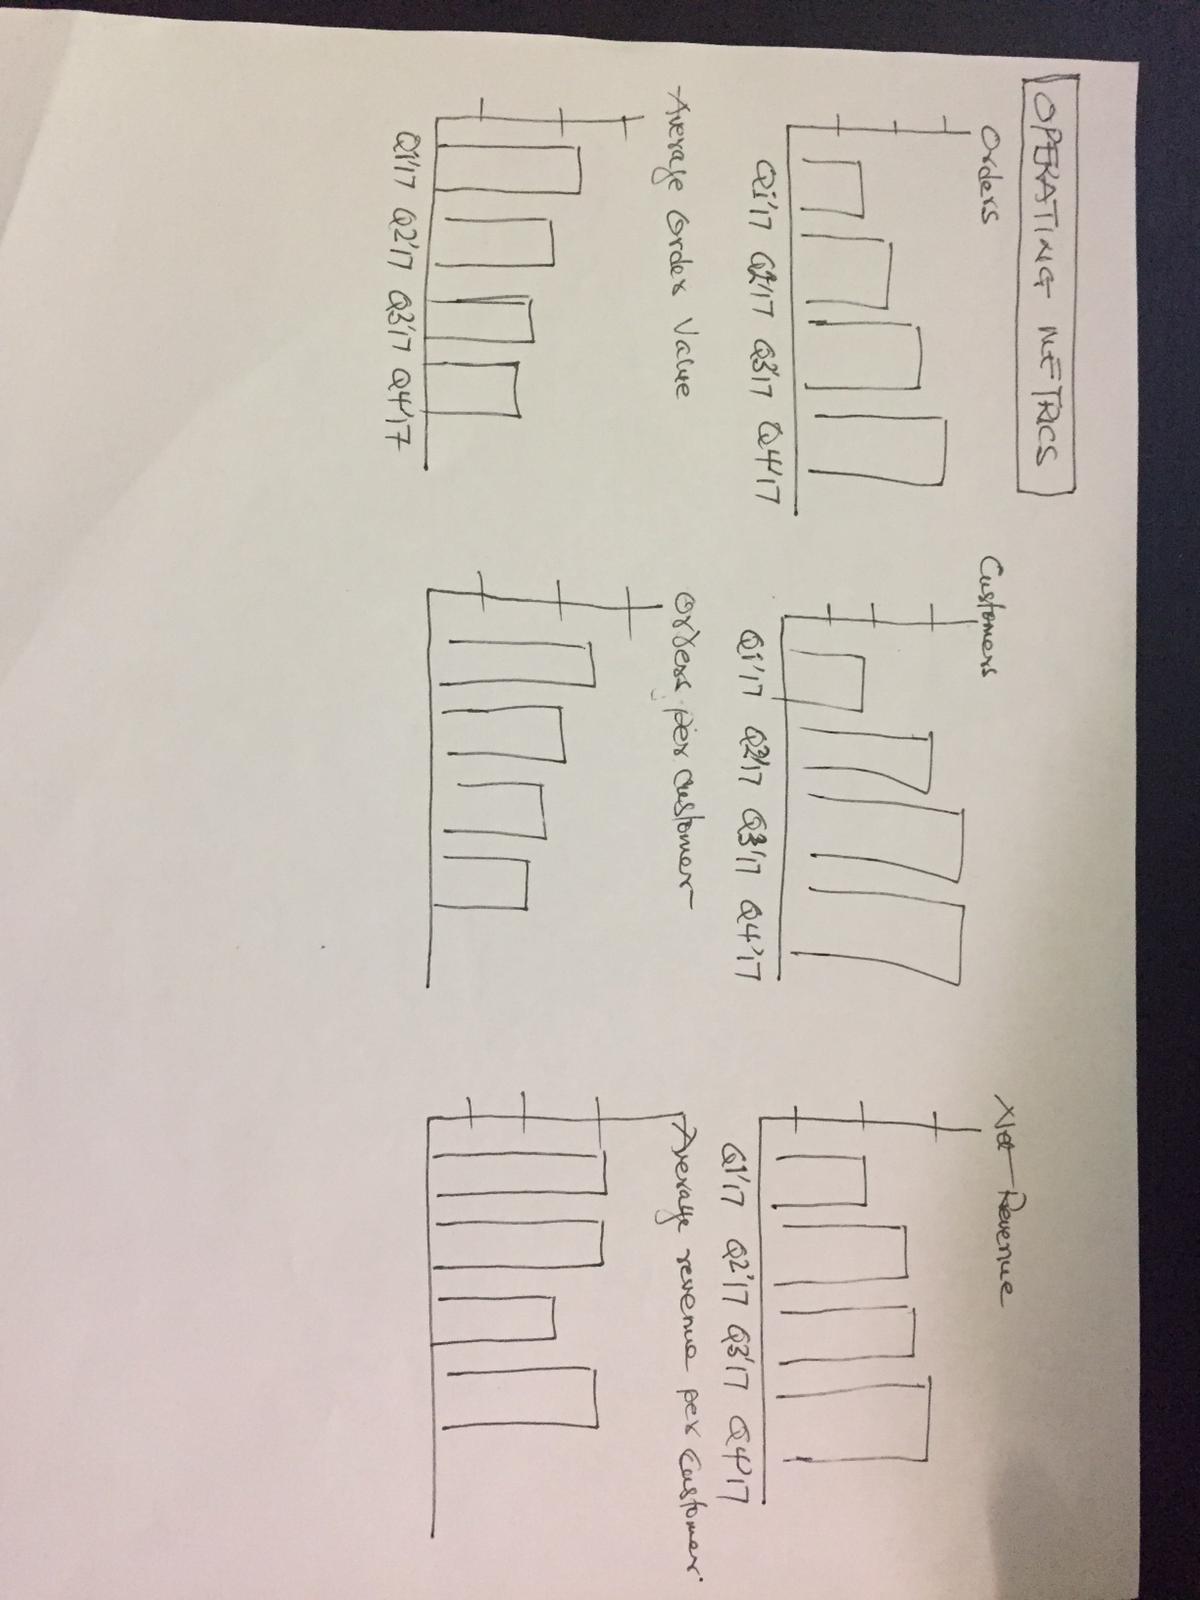 OPERATING METRICS
Orders
Q1'17 Q2'17 Q3'17 Q4'17
Customers
Q1'17 Q2'17 Q3'17 Q4'17
Net Revenue
Q1'17 Q2'17 Q3'17 Q4'17
Average Order Value
Q1'17 Q2'17 Q3'17 Q4'17
Orders per customer
Average revenue per customer